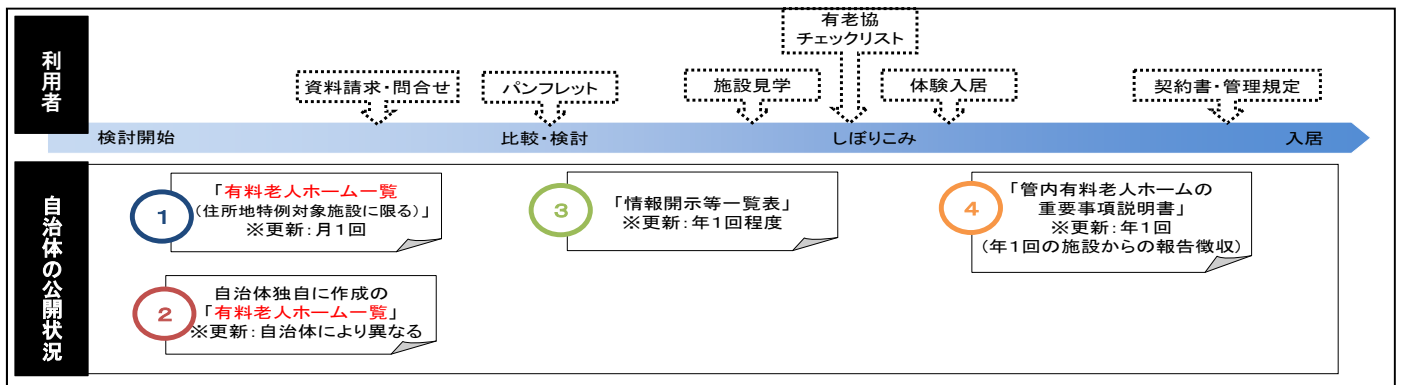 利用者
有老協
チェックリスト
資料請求・問合せ
パンフレット
施設見学
体験入居
契約書・管理規定
検討開始
比較・検討
しぼりこみ
入居
自治体の公開状況
1
「有料老人ホーム一覧
(住所地特例対象施設に限る)」
※更新:月1回
2
自治体独自に作成の
「有料老人ホーム一覧」
※更新:自治体により異なる
3
「情報開示等一覧表」
※更新:年1回程度
4
「管内有料老人ホームの
重要事項説明書」
※更新:年1回
(年1回の施設からの報告徴収)